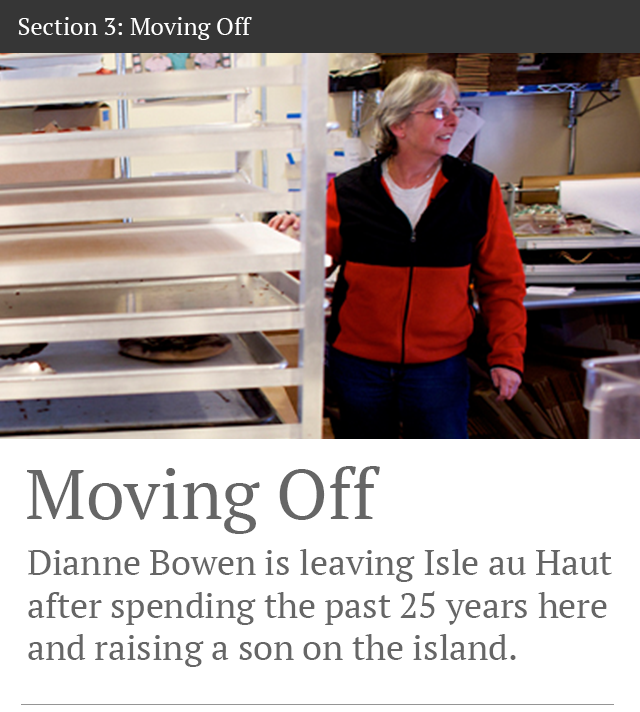 Section 3: Moving Off
Moving Off
Dianne Bowen is leaving Isle au Haut
after spending the past 25 years here
and raising a son on the island.